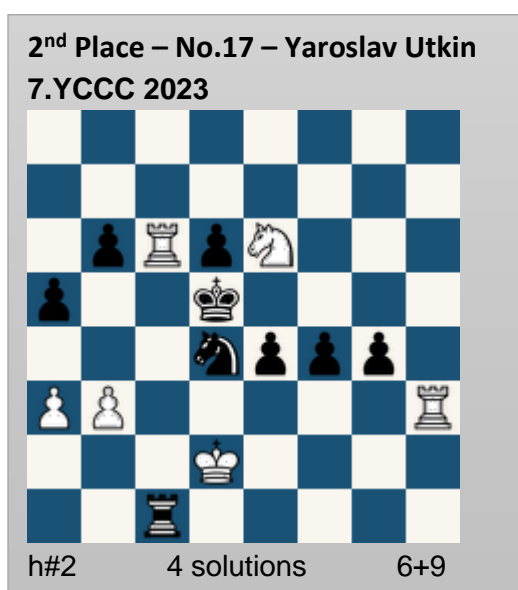 2nd Place – No.17 – Yaroslav Utkin
7.YCCC 2023
h#2 4 solutions 6+9